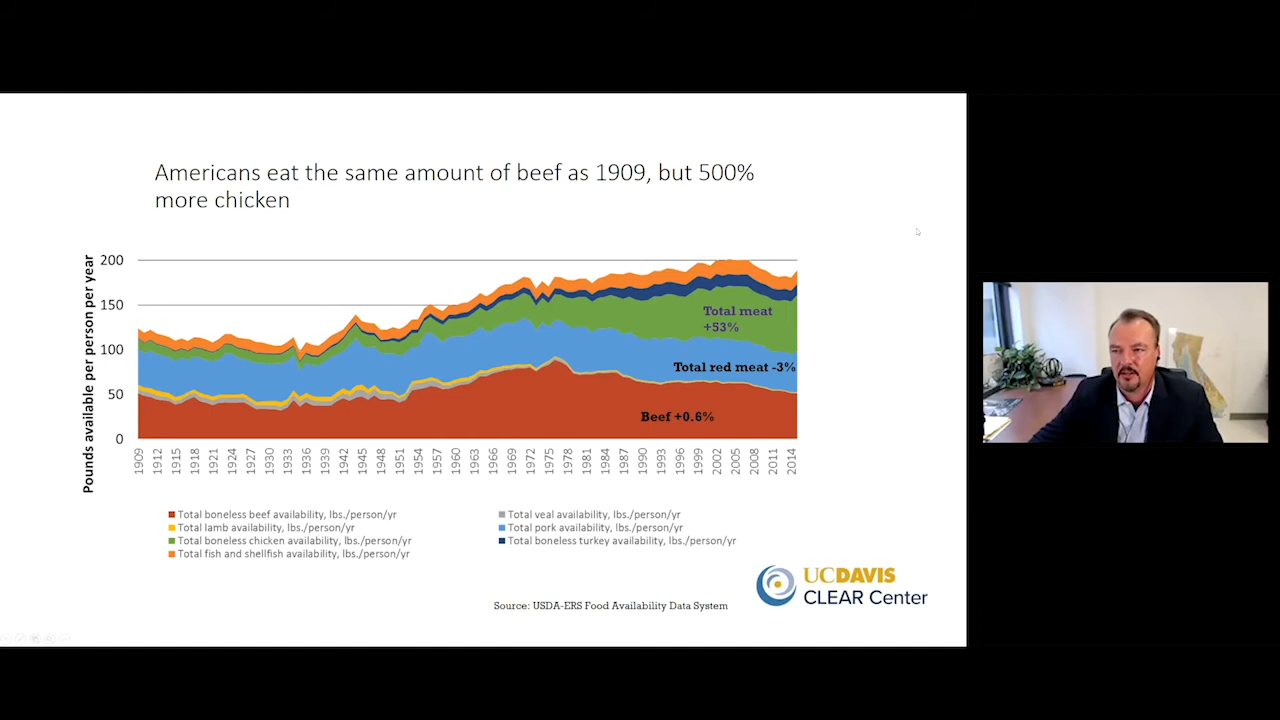 Americans eat the same amount of beef as 1909, but 500%
more chicken
Pounds available per person per year
200
150
100
50
0
Total meat
+53%
Total red meat -3%
Beef +0.6%
1909 1912 1915 1918 1921 1924 1927 1930 1933 1936 1939 1942 1945 1948 1951 1954 1957 1960 1963 1966 1969 1972 1975 1978 1981 1984 1987 1990 1993 1996 1999 2002 2005 2008 2011 2014
Total boneless beef availability, lbs./person/yr
Total veal availability, lbs./person/yr
Total lamb availability, lbs./person/yr
Total pork availability, lbs./person/yr
Total boneless chicken availability, lbs./person/yr
Total boneless turkey availability, lbs./person/yr
Total fish and shellfish availability, lbs./person/yr
UCDAVIS
CLEAR Center
Source: USDA-ERS Food Availability Data System